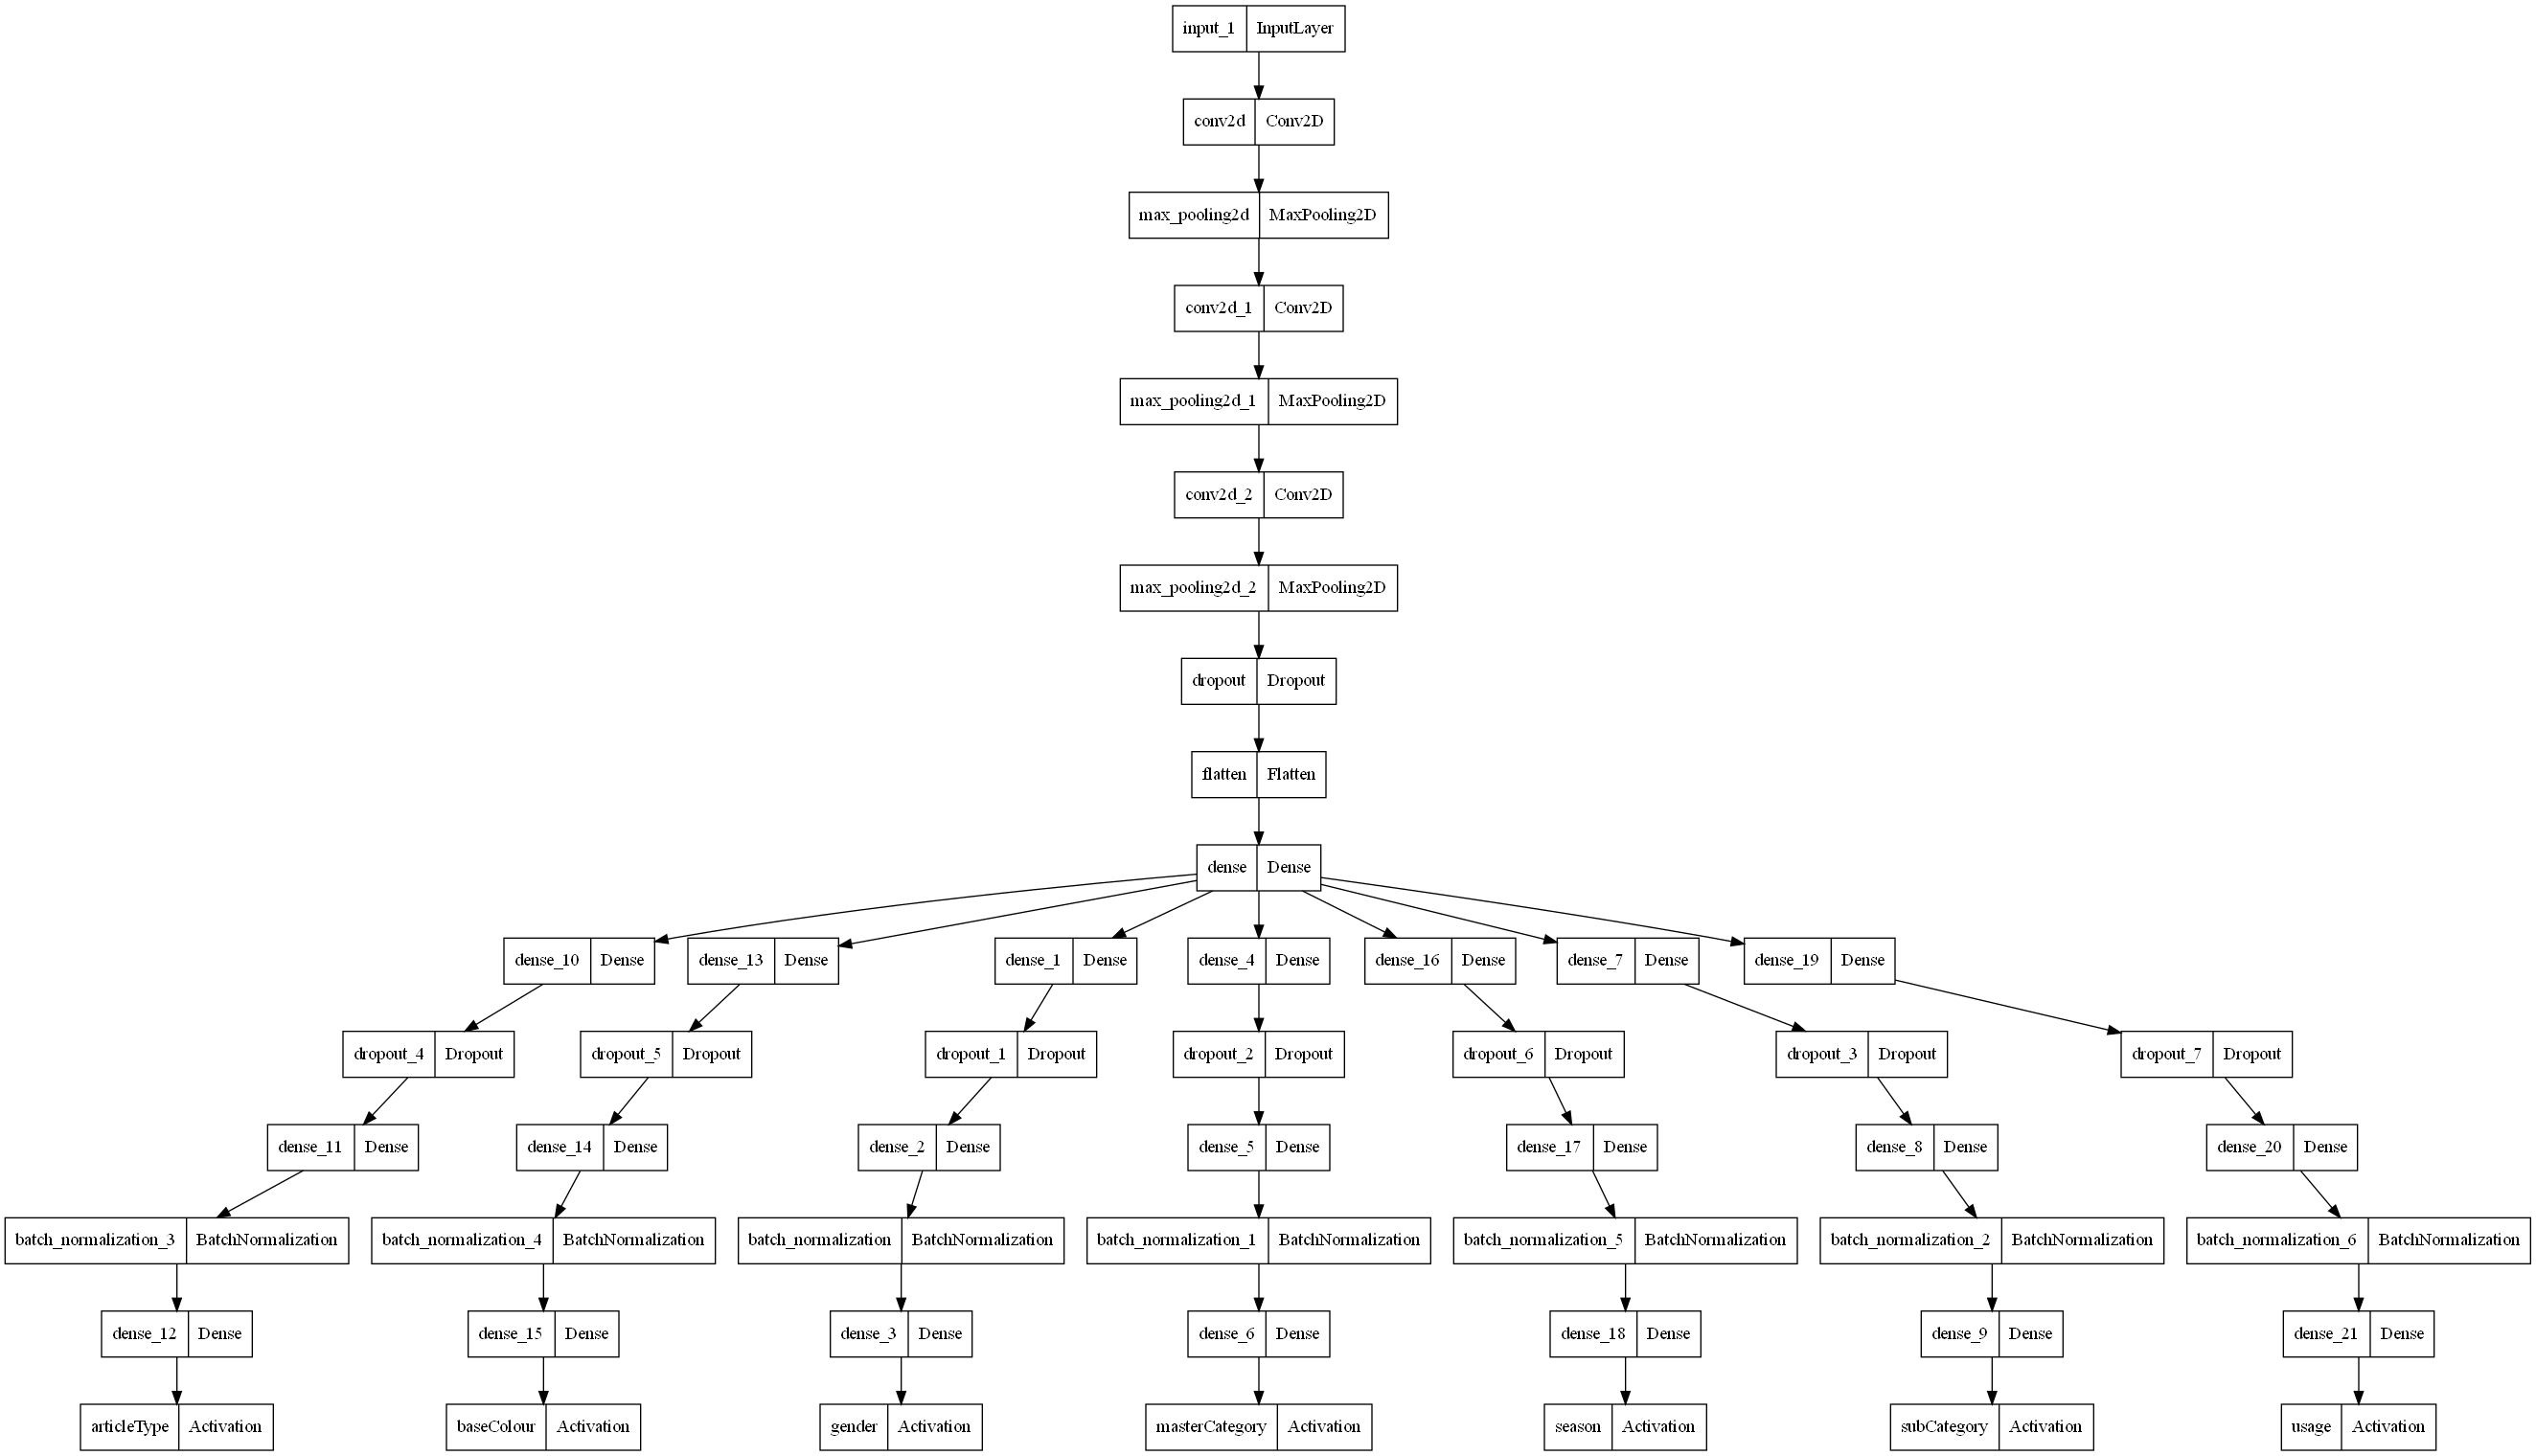 input_1 InputLayer
conv2d Conv2D
max_pooling2d MaxPooling2D
conv2d_1 Conv2D
max_pooling2d_1 MaxPooling2D
conv2d_2 Conv2D
max_pooling2d_2 MaxPooling2D
dropout Dropout
flatten Flatten
dense Dense
dense_10 Dense dense_13 Dense dense_1 Dense dense_4 Dense dense_16 Dense dense_7 Dense dense_19 Dense
dropout_4 Dropout dropout_5 Dropout dropout_1 Dropout dropout_2 Dropout dropout_6 Dropout dropout_3 Dropout dropout_7 Dropout
dense_11 Dense dense_14 Dense dense_2 Dense dense_5 Dense dense_17 Dense dense_8 Dense dense_20 Dense
batch_normalization_3 BatchNormalization batch_normalization_4 BatchNormalization batch_normalization BatchNormalization batch_normalization_1 BatchNormalization batch_normalization_5 BatchNormalization batch_normalization_2 BatchNormalization batch_normalization_6 BatchNormalization
dense_12 Dense dense_15 Dense dense_3 Dense dense_6 Dense dense_18 Dense dense_9 Dense dense_21 Dense
articleType Activation baseColour Activation gender Activation masterCategory Activation season Activation subCategory Activation usage Activation